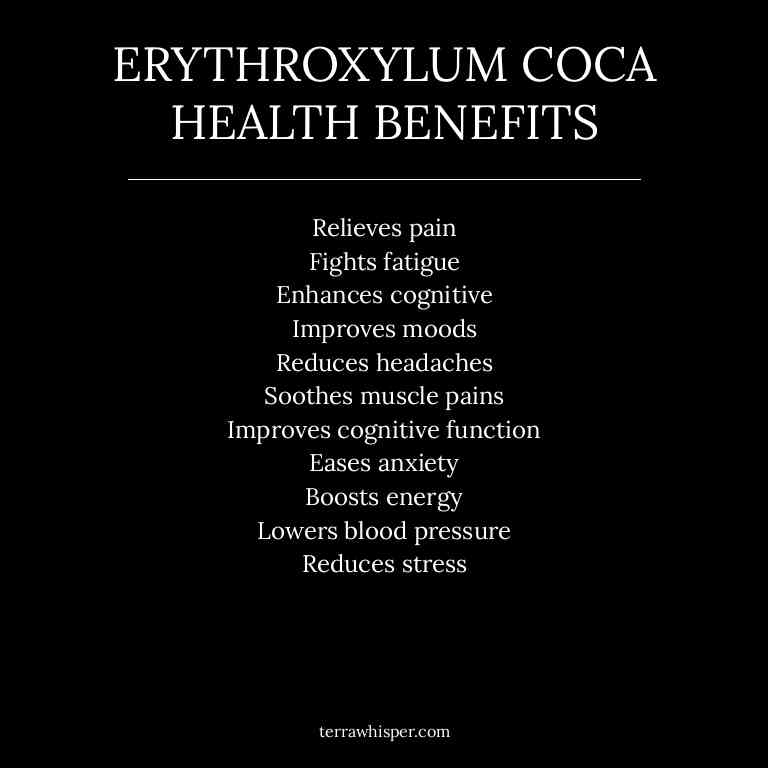 ERYTHROXYLUM COCA
HEALTH BENEFITS
Relieves pain
Fights fatigue
Enhances cognitive
Improves moods
Reduces headaches
Soothes muscle pains
Improves cognitive function
Eases anxiety
Boosts energy
Lowers blood pressure
Reduces stress
terrawhisper.com